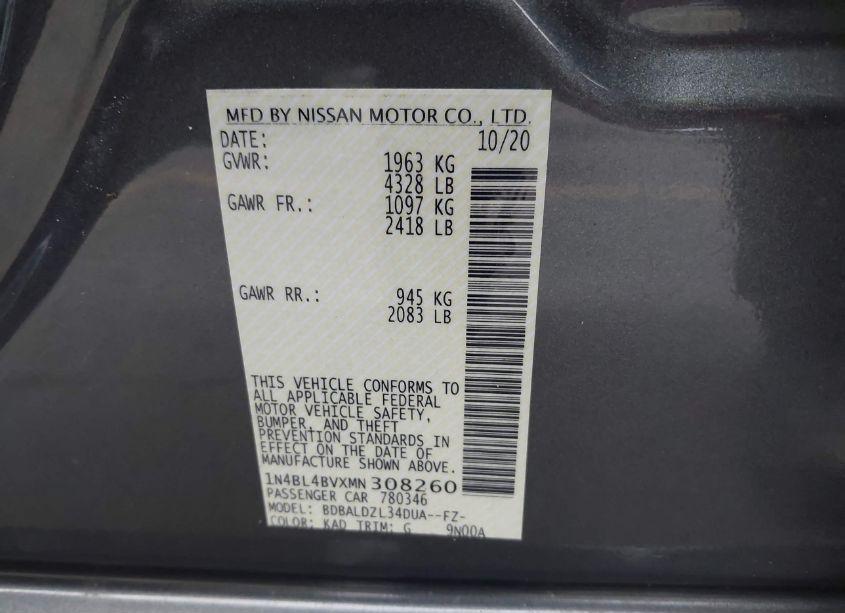 MFD BY NISSAN MOTOR CO., LTD.
DATE: 10/20
GVWR: 1963 KG
4328 LB
GAWR FR.: 1097 KG
2418 LB
GAWR RR.: 945 KG
2083 LB
THIS VEHICLE CONFORMS TO
ALL APPLICABLE FEDERAL
MOTOR VEHICLE SAFETY,
BUMPER, AND THEFT
PREVENTION STANDARDS IN
EFFECT ON THE DATE OF
MANUFACTURE SHOWN ABOVE.
1N4BL4BVXMN308260
PASSENGER CAR 780346
MODEL: BDBALDZL34DUA--FZ-
COLOR: KAD TRIM: G 9N00A